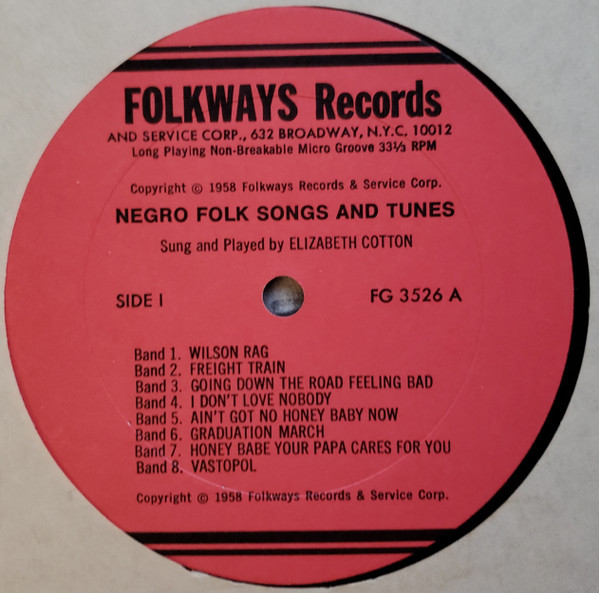 FOLKWAYS Records
AND SERVICE CORP., 632 BROADWAY, N.Y.C, 10012
Long Playing Non-Breakable Micro Groove 33⅓ RPM
Copyright © 1958 Folkways Records & Service Corp.
NEGRO FOLK SONGS AND TUNES
Sung and Played by ELIZABETH COTTON
SIDE I
FG 3526 A
Band 1. WILSON RAG
Band 2. FREIGHT TRAIN
Band 3. GOING DOWN THE ROAD FEELING BAD
Band 4. I DON'T LOVE NOBODY
Band 5. AIN'T GOT NO HONEY BABY NOW
Band 6. GRADUATION MARCH
Band 7. HONEY BABE YOUR PAPA CARES FOR YOU
Band 8. VASTOPOL
Copyright © 1958 Folkways Records & Service Corp.